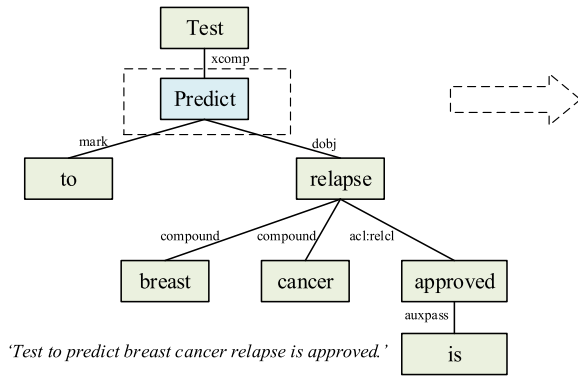 Test
xcomp
Predict
mark
dobj
to
relapse
compound
compound
acl:relcl
breast
cancer
approved
auxpass
is
‘Test to predict breast cancer relapse is approved.’